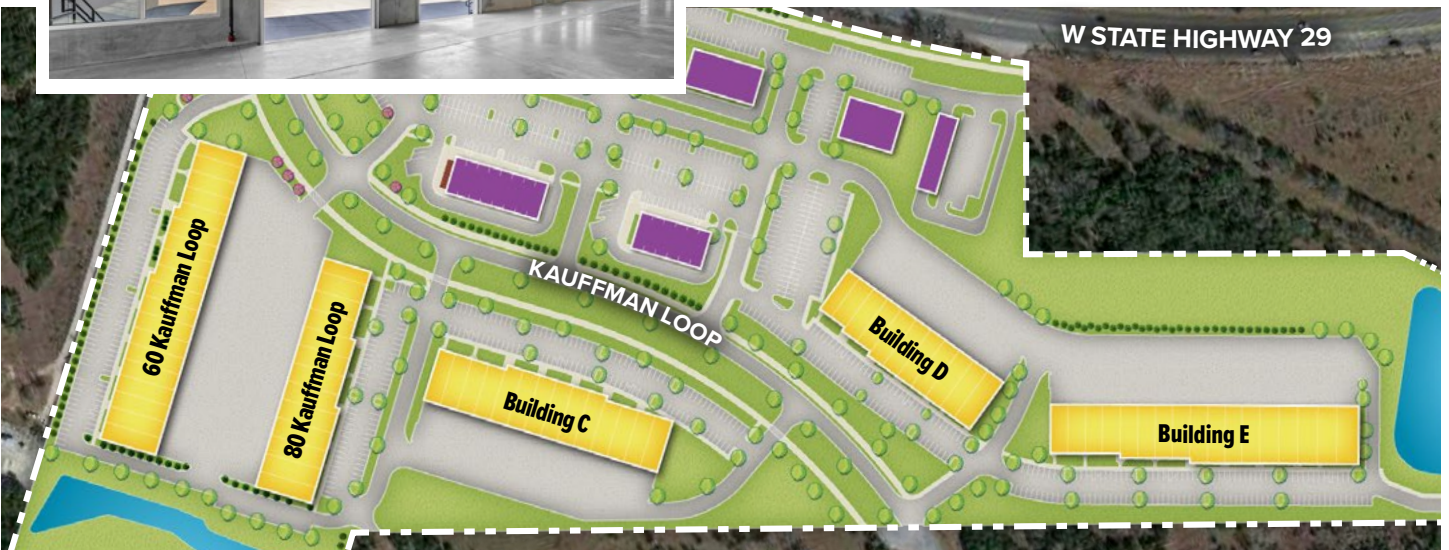 W STATE HIGHWAY 29
KAUFFMAN LOOP
60 Kauffman Loop
80 Kauffman Loop
Building C
Building D
Building E